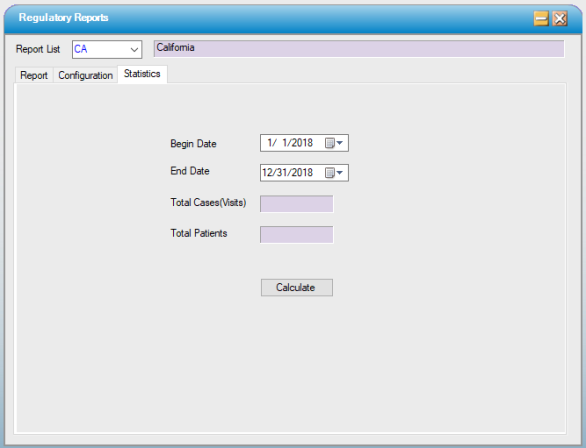 Regulatory Reports
Report List CA California
Report Configuration Statistics
Begin Date 1/ 1/2018
End Date 12/31/2018
Total Cases(Visits)
Total Patients
Calculate